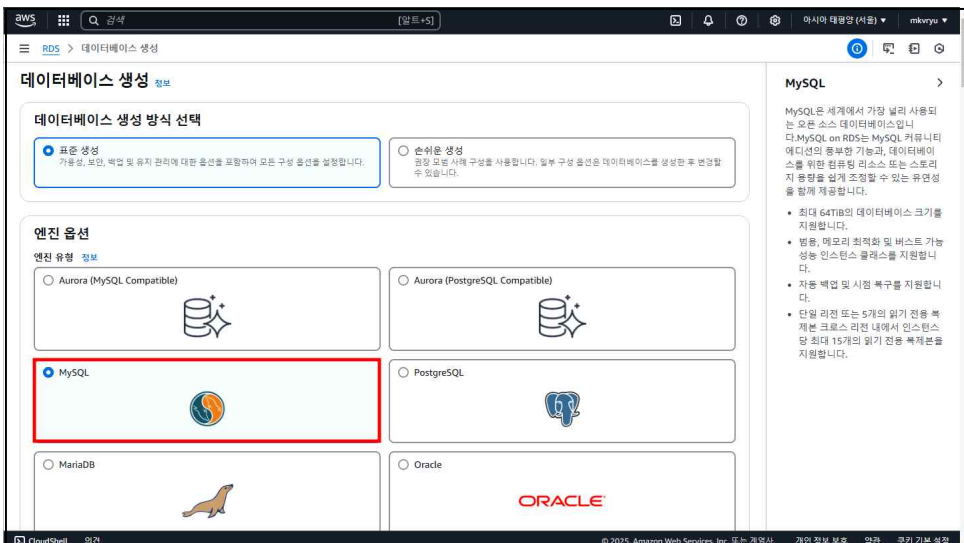 aws
검색
[알트+S]
아시아 태평양 (서울) ▼
mkvryu ▼
RDS > 데이터베이스 생성
데이터베이스 생성 정보
데이터베이스 생성 방식 선택
표준 생성
가용성, 보안, 백업 및 유지 관리에 대한 옵션을 포함하여 모든 구성 옵션을 설정합니다.
손쉬운 생성
권장 모범 사례 구성을 사용합니다. 일부 구성 옵션은 데이터베이스를 생성한 후 변경할
수 있습니다.
엔진 옵션
엔진 유형 정보
Aurora (MySQL Compatible)
Aurora (PostgreSQL Compatible)
MySQL
PostgreSQL
MariaDB
Oracle
ORACLE
MySQL
MySQL은 세계에서 가장 널리 사용되
는 오픈 소스 데이터베이스입니
다.MySQL on RDS는 MySQL 커뮤니티
에디션의 풍부한 기능과, 데이터베이
스를 위한 컴퓨팅 리소스 또는 스토리
지 용량을 쉽게 조정할 수 있는 유연성
을 함께 제공합니다.
• 최대 64TiB의 데이터베이스 크기를
지원합니다.
• 범용, 메모리 최적화 및 버스트 가능
성능 인스턴스 클래스를 지원합니
다.
• 자동 백업 및 시점 복구를 지원합니
다.
• 단일 리전 또는 5개의 읽기 전용 복
제본 크로스 리전 내에서 인스턴스
당 최대 15개의 읽기 전용 복제본을
지원합니다.
CloudShell 의견
© 2025, Amazon Web Services, Inc. 또는 계열사.
개인 정보 보호 약관 쿠키 기본 설정